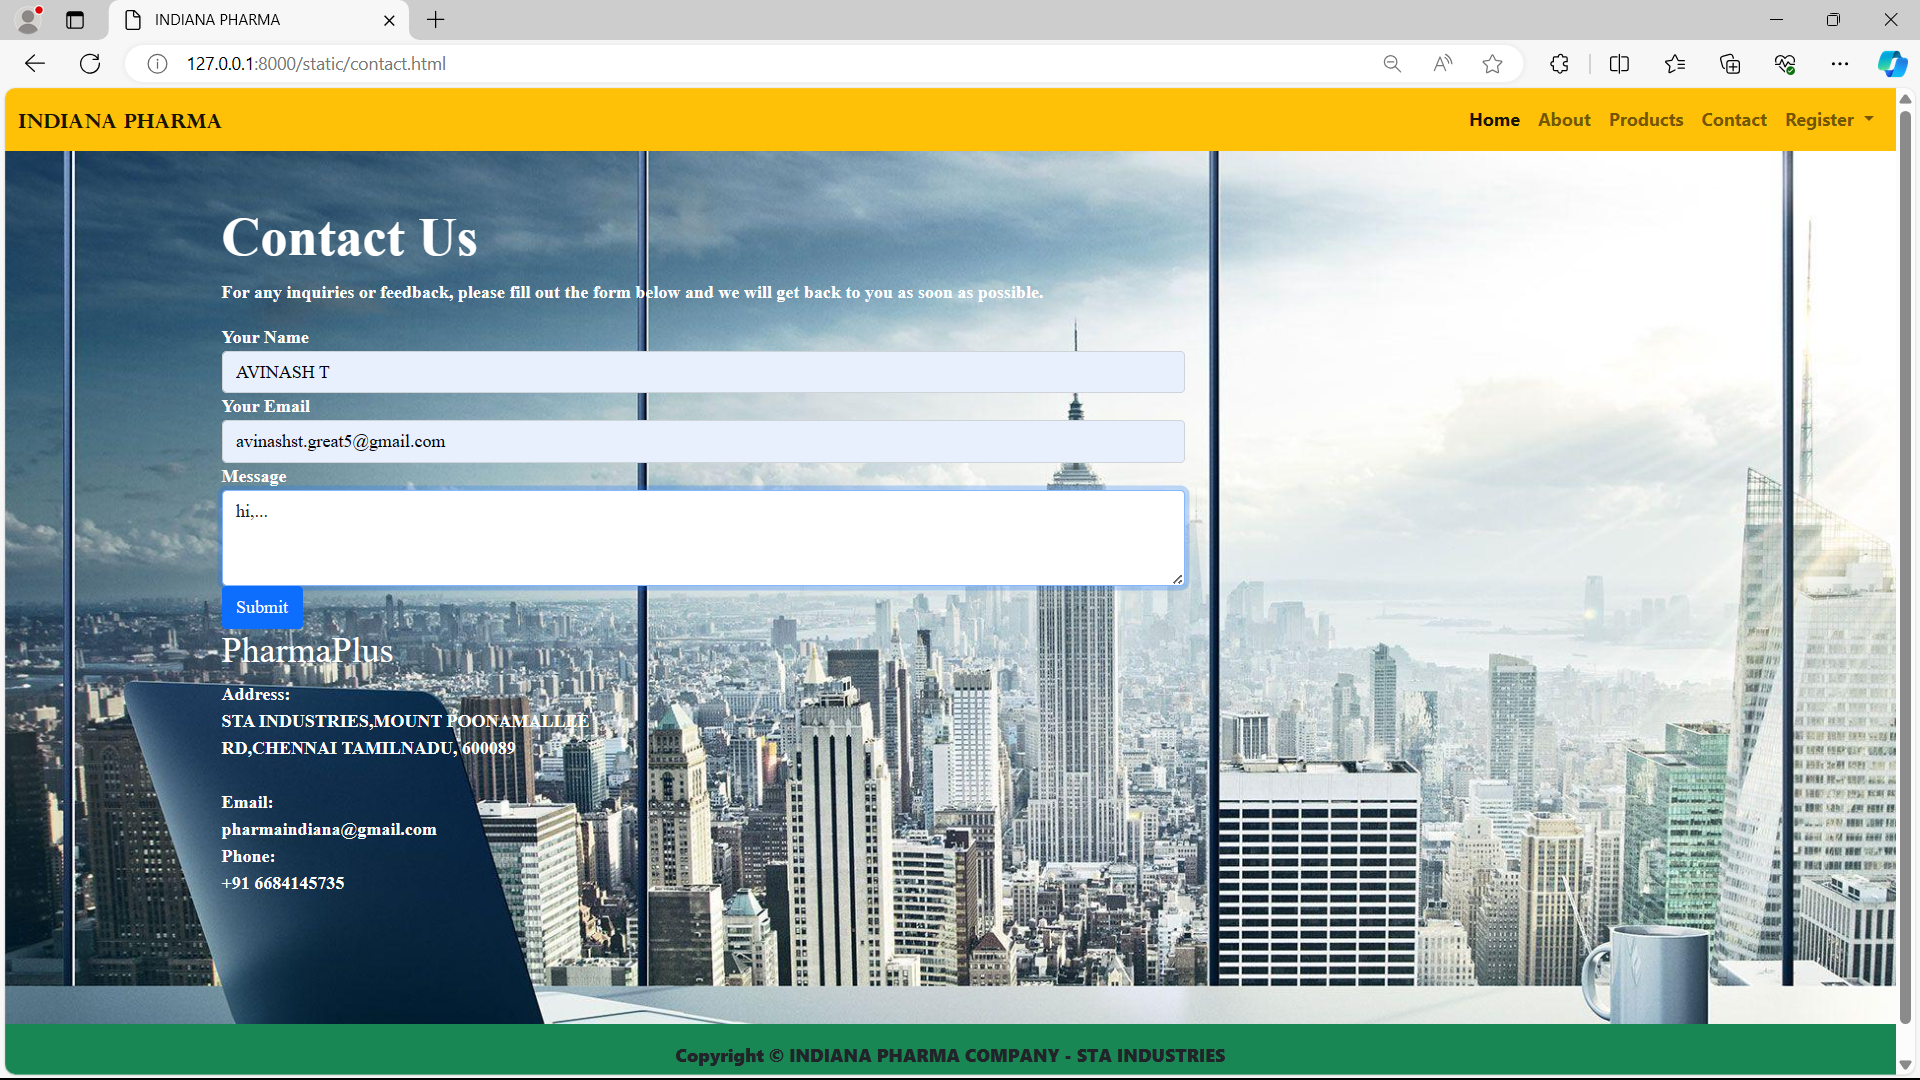 INDIANA PHARMA
127.0.0.1:8000/static/contact.html
INDIANA PHARMA
Home About Products Contact Register
Contact Us
For any inquiries or feedback, please fill out the form below and we will get back to you as soon as possible.
Your Name
AVINASH T
Your Email
avinashst.great5@gmail.com
Message
hi,...
Submit
PharmaPlus
Address:
STA INDUSTRIES,MOUNT POONAMALLEE
RD,CHENNAI TAMILNADU, 600089
Email:
pharmaindiana@gmail.com
Phone:
+91 6684145735
Copyright © INDIANA PHARMA COMPANY - STA INDUSTRIES